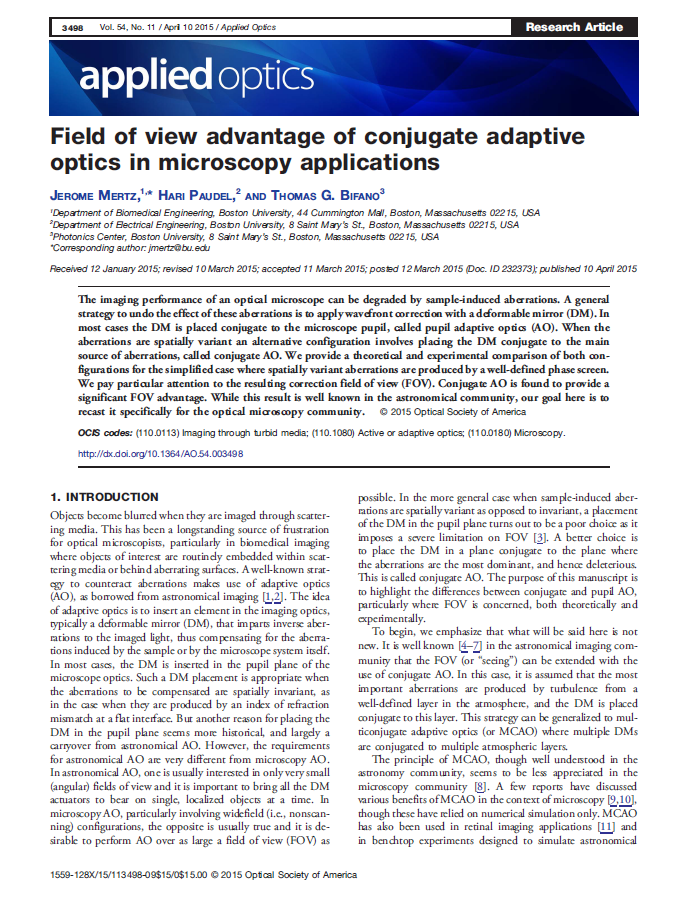 3498 Vol. 54, No. 11 / April 10 2015 / Applied Optics Research Article
applied optics
Field of view advantage of conjugate adaptive
optics in microscopy applications
JEROME MERTZ,1,* HARI PAUDEL,2 AND THOMAS G. BIFANO3
1Department of Biomedical Engineering, Boston University, 44 Cummington Mall, Boston, Massachusetts 02215, USA
2Department of Electrical Engineering, Boston University, 8 Saint Mary's St., Boston, Massachusetts 02215, USA
3Photonics Center, Boston University, 8 Saint Mary's St., Boston, Massachusetts 02215, USA
*Corresponding author: jmertz@bu.edu
Received 12 January 2015; revised 10 March 2015; accepted 11 March 2015; posted 12 March 2015 (Doc. ID 232373); published 10 April 2015
The imaging performance of an optical microscope can be degraded by sample-induced aberrations. A general
strategy to undo the effect of these aberrations is to apply wavefront correction with a deformable mirror (DM). In
most cases the DM is placed conjugate to the microscope pupil, called pupil adaptive optics (AO). When the
aberrations are spatially variant an alternative configuration involves placing the DM conjugate to the main
source of aberrations, called conjugate AO. We provide a theoretical and experimental comparison of both con-
figurations for the simplified case where spatially variant aberrations are produced by a well-defined phase screen.
We pay particular attention to the resulting correction field of view (FOV). Conjugate AO is found to provide a
significant FOV advantage. While this result is well known in the astronomical community, our goal here is to
recast it specifically for the optical microscopy community. © 2015 Optical Society of America
OCIS codes: (110.0113) Imaging through turbid media; (110.1080) Active or adaptive optics; (110.0180) Microscopy.
http://dx.doi.org/10.1364/AO.54.003498
1. INTRODUCTION
Objects become blurred when they are imaged through scatter-
ing media. This has been a longstanding source of frustration
for optical microscopists, particularly in biomedical imaging
where objects of interest are routinely embedded within scat-
tering media or behind aberrating surfaces. A well-known strat-
egy to counteract aberrations makes use of adaptive optics
(AO), as borrowed from astronomical imaging [1,2]. The idea
of adaptive optics is to insert an element in the imaging optics,
typically a deformable mirror (DM), that imparts inverse aber-
rations to the imaged light, thus compensating for the aberra-
tions induced by the sample or by the microscope system itself.
In most cases, the DM is inserted in the pupil plane of the
microscope optics. Such a DM placement is appropriate when
the aberrations to be compensated are spatially invariant, as
in the case when they are produced by an index of refraction
mismatch at a flat interface. But another reason for placing the
DM in the pupil plane seems more historical, and largely a
carryover from astronomical AO. However, the requirements
for astronomical AO are very different from microscopy AO.
In astronomical AO, one is usually interested in only very small
(angular) fields of view and it is important to bring all the DM
actuators to bear on single, localized objects at a time. In
microscopy AO, particularly involving widefield (i.e., nonscan-
ning) configurations, the opposite is usually true and it is de-
sirable to perform AO over as large a field of view (FOV) as
possible. In the more general case when sample-induced aber-
rations are spatially variant as opposed to invariant, a placement
of the DM in the pupil plane turns out to be a poor choice as it
imposes a severe limitation on FOV [3]. A better choice is
to place the DM in a plane conjugate to the plane where
the aberrations are the most dominant, and hence deleterious.
This is called conjugate AO. The purpose of this manuscript is
to highlight the differences between conjugate and pupil AO,
particularly where FOV is concerned, both theoretically and
experimentally.
To begin, we emphasize that what will be said here is not
new. It is well known [4–7] in the astronomical imaging com-
munity that the FOV (or “seeing”) can be extended with the
use of conjugate AO. In this case, it is assumed that the most
important aberrations are produced by turbulence from a
well-defined layer in the atmosphere, and the DM is placed
conjugate to this layer. This strategy can be generalized to mul-
ticonjugate adaptive optics (or MCAO) where multiple DMs
are conjugated to multiple atmospheric layers.
The principle of MCAO, though well understood in the
astronomy community, seems to be less appreciated in the
microscopy community [8]. A few reports have discussed
various benefits of MCAO in the context of microscopy [9,10],
though these have relied on numerical simulation only. MCAO
has also been used in retinal imaging applications [11] and
in benchtop experiments designed to simulate astronomical
1559-128X/15/113498-09$15/0$15.00 © 2015 Optical Society of America